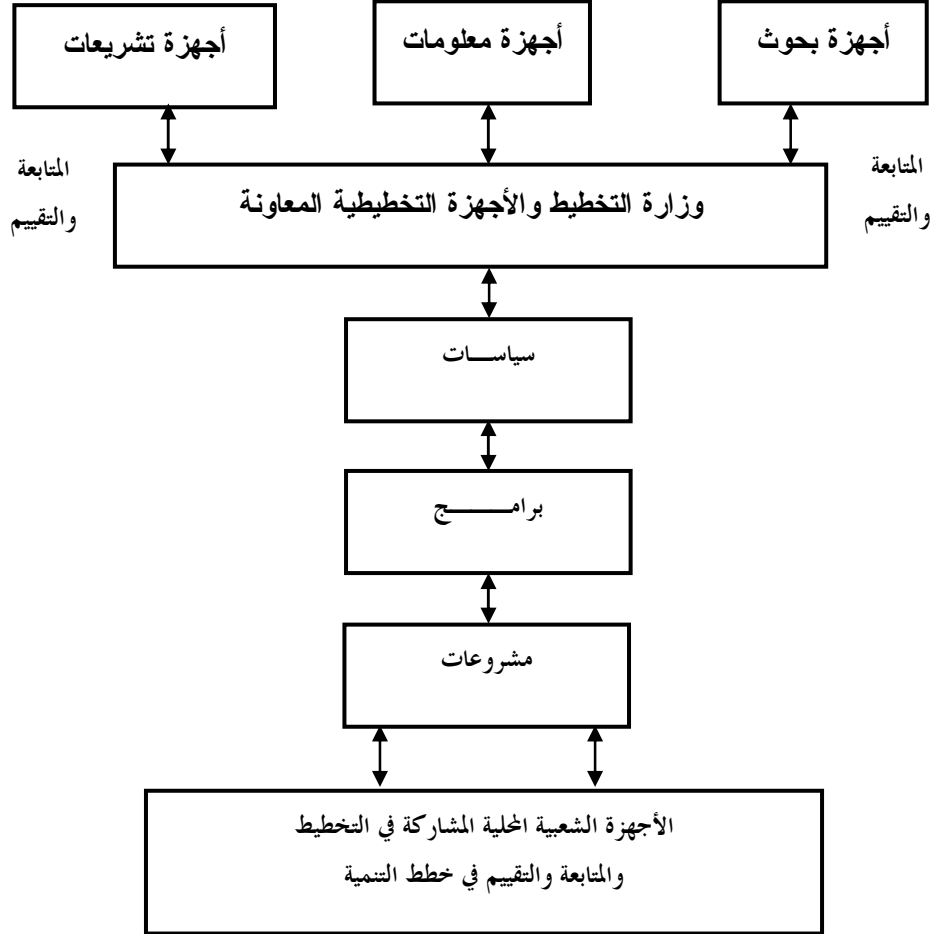 أجهزة بحوث
أجهزة معلومات
أجهزة تشريعات
المتابعة
والتقييم
المتابعة
والتقييم
وزارة التخطيط والأجهزة التخطيطية المعاونة
سياســـات
برامـــــــج
مشروعات
الأجهزة الشعبية المحلية المشاركة في التخطيط
والمتابعة والتقييم في خطط التنمية